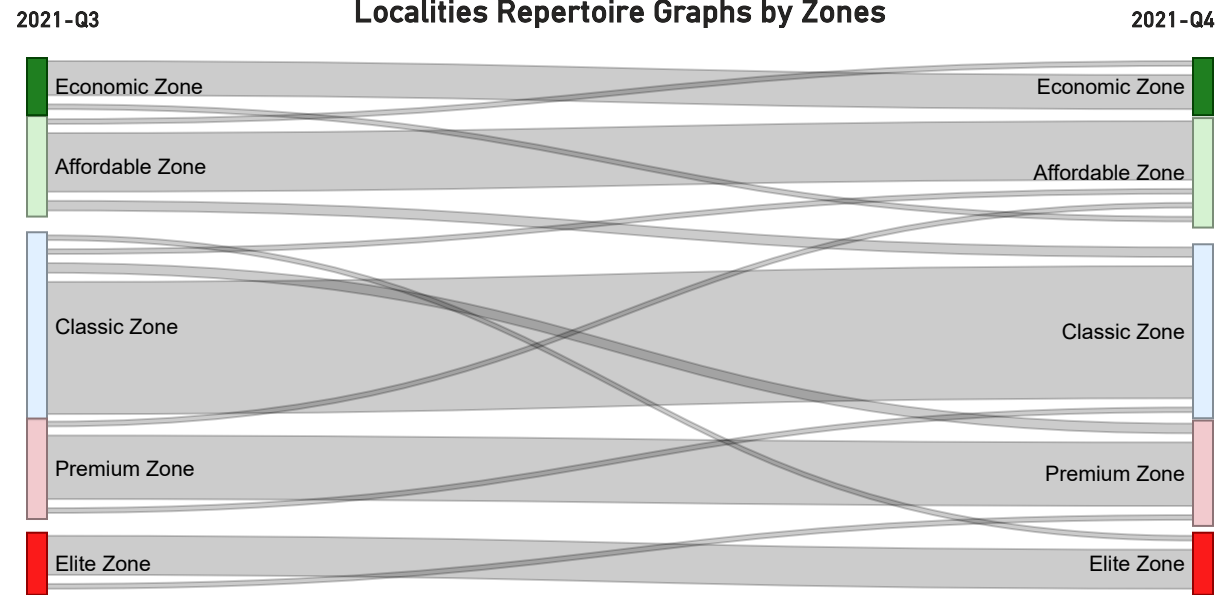 Localities Repertoire Graphs by Zones
2021-Q3
2021-Q4
Economic Zone
Economic Zone
Affordable Zone
Affordable Zone
Classic Zone
Classic Zone
Premium Zone
Premium Zone
Elite Zone
Elite Zone